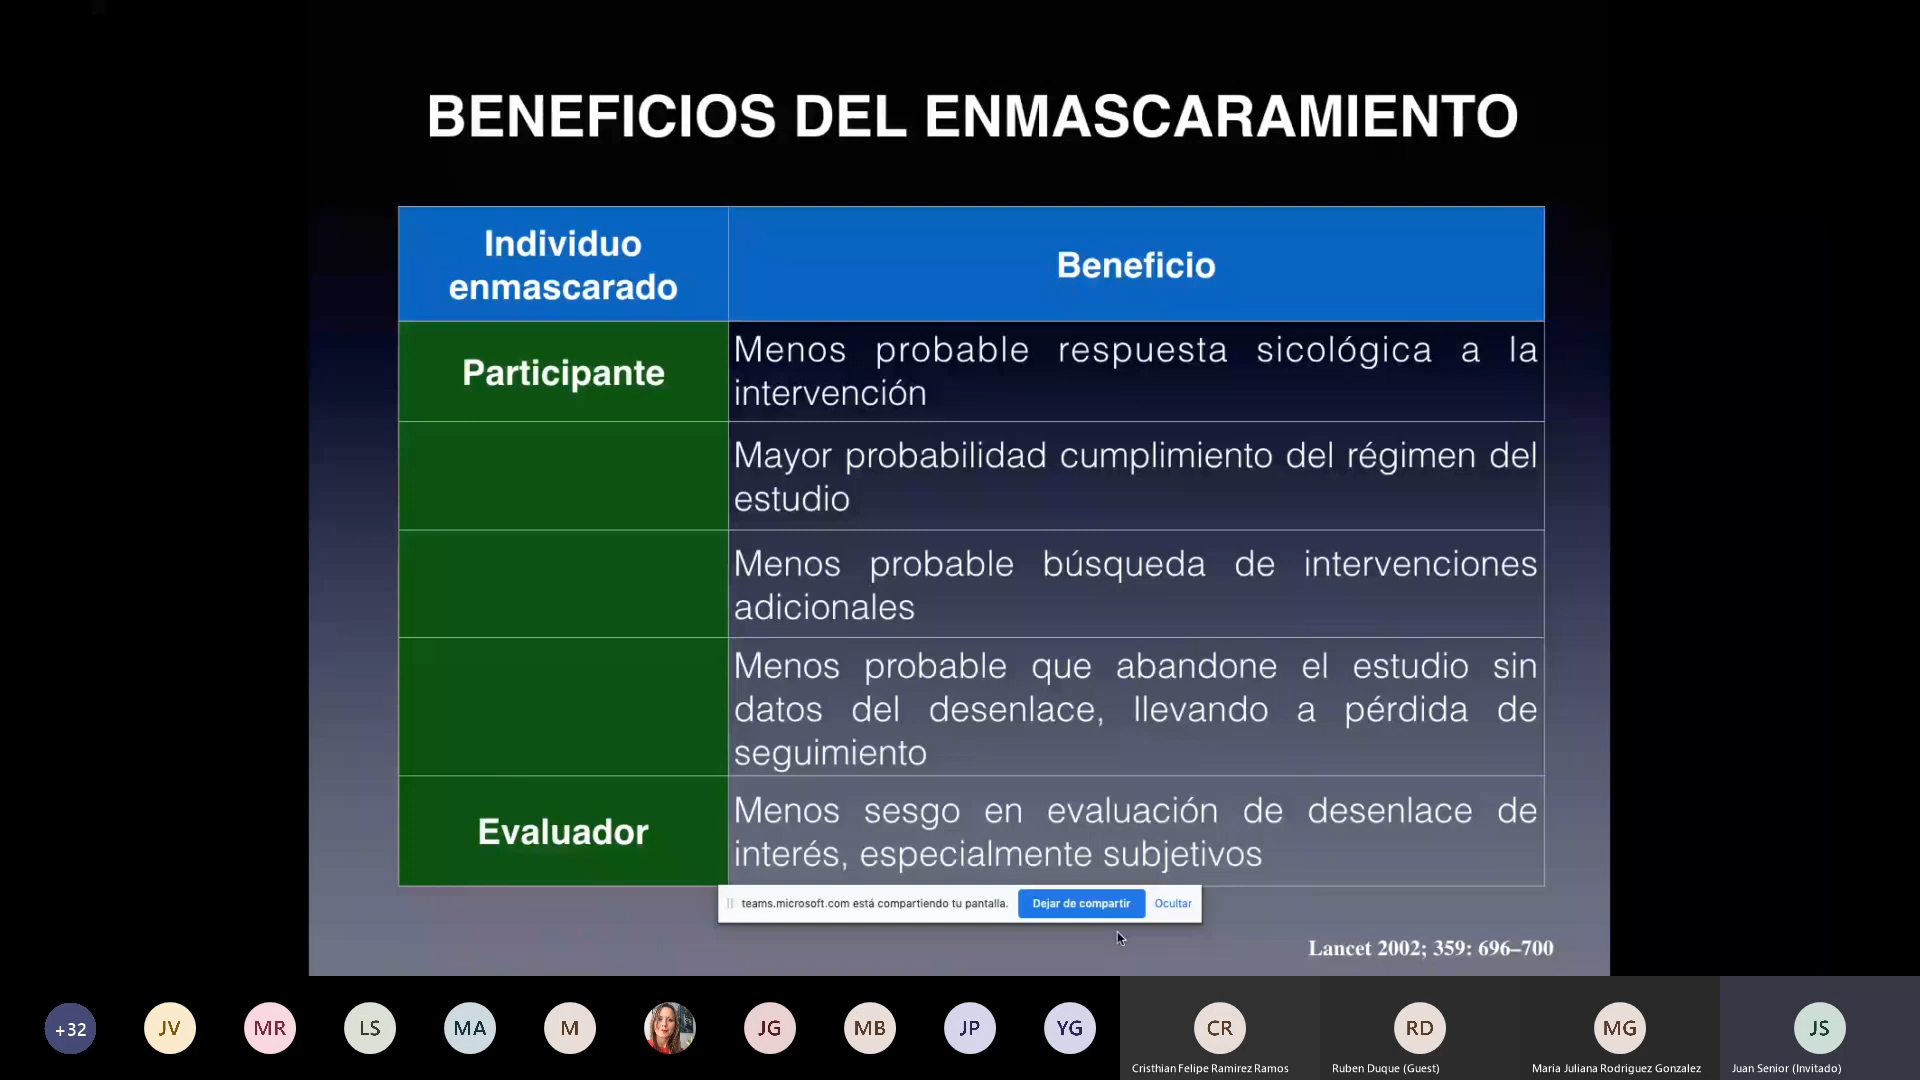 BENEFICIOS DEL ENMASCARAMIENTO
Individuo
enmascarado
Beneficio
Participante
Menos probable respuesta sicológica a la
intervención
Mayor probabilidad cumplimiento del régimen del
estudio
Menos probable búsqueda de intervenciones
adicionales
Menos probable que abandone el estudio sin
datos del desenlace, llevando a pérdida de
seguimiento
Evaluador
Menos sesgo en evaluación de desenlace de
interés, especialmente subjetivos
teams.microsoft.com está compartiendo tu pantalla.
Dejar de compartir
Ocultar
Lancet 2002; 359: 696–700
+32
JV
MR
LS
MA
M
JG
MB
JP
YG
CR
RD
MG
JS
Cristhian Felipe Ramirez Ramos
Ruben Duque (Guest)
Maria Juliana Rodriguez Gonzalez
Juan Senior (Invitado)